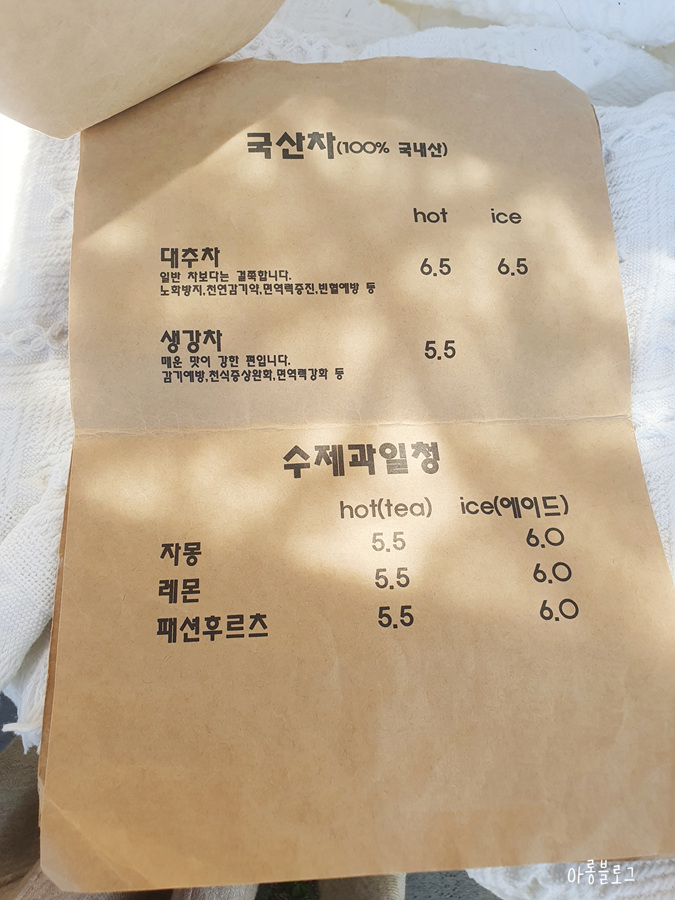 국산차(100% 국내산)
hot ice
대추차 6.5 6.5
일반 차보다는 걸쭉합니다.
노화방지,천연감기약,면역력증진,빈혈예방 등
생강차 5.5
매운 맛이 강한 편입니다.
감기예방,천식증상완화,면역력강화 등
수제과일청
hot(tea) ice(에이드)
자몽 5.5 6.0
레몬 5.5 6.0
패션후르츠 5.5 6.0
아롱블로그